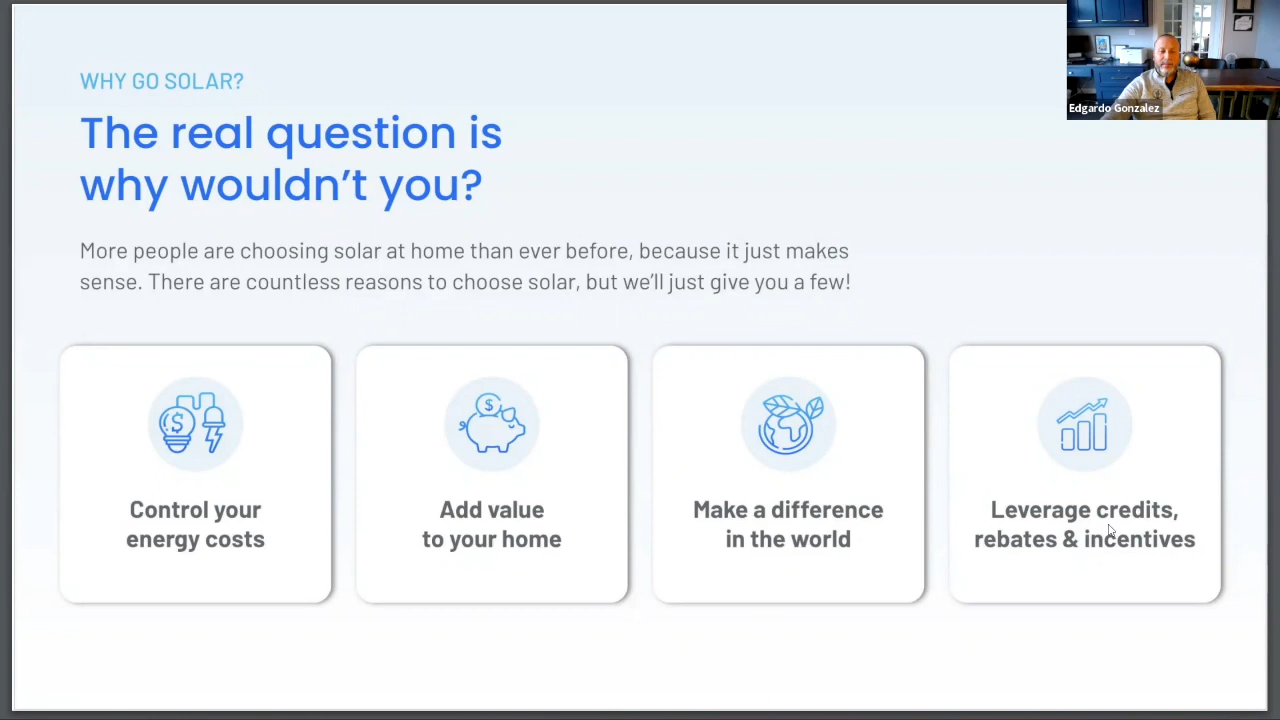 WHY GO SOLAR?
The real question is
why wouldn’t you?
More people are choosing solar at home than ever before, because it just makes
sense. There are countless reasons to choose solar, but we’ll just give you a few!
Control your
energy costs
Add value
to your home
Make a difference
in the world
Leverage credits,
rebates & incentives
Edgardo Gonzalez
$
$